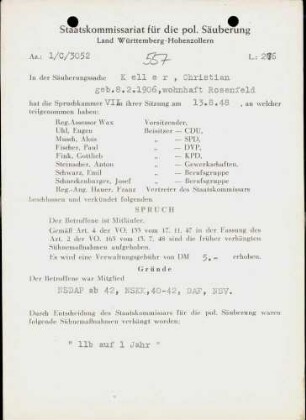 Staatskommissariat für die pol. Säuberung
Land Württemberg-Hohenzollern
Az.: 1/C/3052
557
L.: 276
In der Säuberungssache K e l l e r , Christian
geb.8.2.1906,wohnhaft Rosenfeld
hat die Spruchkammer VII in ihrer Sitzung am 13.8.48 , an welcher
teilgenommen haben:
Reg.Assessor Wax Vorsitzender,
Uhl, Eugen Beisitzer — CDU,
Munch, Alois „ — SPD,
Fischer, Paul „ — DVP,
Fink, Gottlieb „ — KPD,
Stemacher, Anton „ — Gewerkschaften,
Schwarz, Emil „ — Berufsgruppe
Schurkenburger, Josef „ — Berufsgruppe
Reg.-Ang. Hauer, Franz Vertreter des Staatskommissars
beschlossen und verkündet folgenden
SPRUCH
Der Betroffene ist Mitläufer.
Gemäß Art. 4 der VO. 133 vom 17. 11. 47 in der Fassung des
Art. 2 der VO. 165 vom 13. 7. 48 sind die früher verhängten
Sühnemaßnahmen aufgehoben.
Es wird eine Verwaltungsgebühr von DM 5,- erhoben.
Gründe
Der Betroffene war Mitglied
NSDAP ab 42, NSKK,40-42, DAF, NSV.
Durch Entscheidung des Staatskommissars für die pol. Säuberung waren
folgende Sühnemaßnahmen verhängt worden:
" 11b auf 1 Jahr "